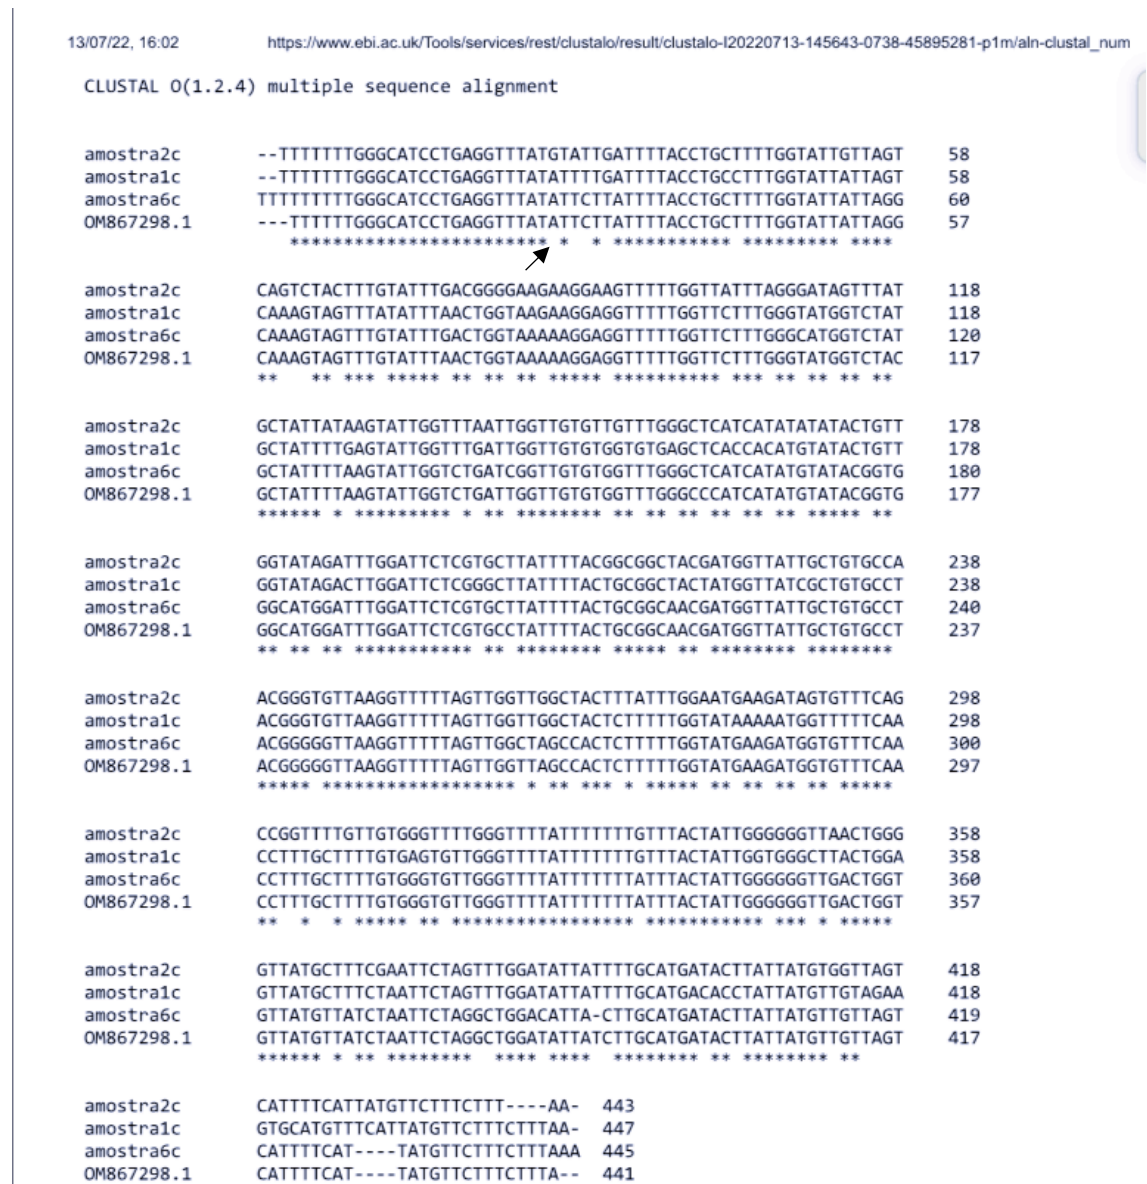 13/07/22, 16:02 https://www.ebi.ac.uk/Tools/services/rest/clustalo/result/clustalo-I20220713-145643-0738-45895281-p1m/aln-clustal_num
CLUSTAL O(1.2.4) multiple sequence alignment
amostra2c --TTTTTTTGGGCATCCTGAGGTTTATGTATTGATTTTACCTGCTTTTGGTATTGTTAGT 58
amostra1c --TTTTTTTGGGCATCCTGAGGTTTATATTTTGATTTTACCTGCCTTTGGTATTATTAGT 58
amostra6c TTTTTTTTTGGGCATCCTGAGGTTTATATTCTTATTTTACCTGCTTTTGGTATTATTAGG 60
OM867298.1 ---TTTTTTGGGCATCCTGAGGTTTATATTCTTATTTTACCTGCTTTTGGTATTATTAGG 57
************************ * * *********** ********* ****
amostra2c CAGTCTACTTTGTATTTGACGGGGAAGAAGGAAGTTTTTGGTTATTTAGGGATAGTTTAT 118
amostra1c CAAAGTAGTTTATATTTAACTGGTAAGAAGGAGGTTTTTGGTTCTTTGGGTATGGTCTAT 118
amostra6c CAAAGTAGTTTGTATTTGACTGGTAAAAAGGAGGTTTTTGGTTCTTTGGGCATGGTCTAT 120
OM867298.1 CAAAGTAGTTTGTATTTAACTGGTAAAAAGGAGGTTTTTGGTTCTTTGGGTATGGTCTAC 117
** ** *** ***** ** ** ** ***** ********** *** ** ** ** **
amostra2c GCTATTATAAGTATTGGTTTAATTGGTTGTGTTGTTTGGGCTCATCATATATATACTGTT 178
amostra1c GCTATTTTGAGTATTGGTTTGATTGGTTGTGTGGTGTGAGCTCACCACATGTATACTGTT 178
amostra6c GCTATTTTAAGTATTGGTCTGATCGGTTGTGTGGTTTGGGCTCATCATATGTATACGGTG 180
OM867298.1 GCTATTTTAAGTATTGGTCTGATTGGTTGTGTGGTTTGGGCCCATCATATGTATACGGTG 177
****** * ********* * ** ******** ** ** ** ** ** ** ***** **
amostra2c GGTATAGATTTGGATTCTCGTGCTTATTTTACGGCGGCTACGATGGTTATTGCTGTGCCA 238
amostra1c GGTATAGACTTGGATTCTCGGGCTTATTTTACTGCGGCTACTATGGTTATCGCTGTGCCT 238
amostra6c GGCATGGATTTGGATTCTCGTGCTTATTTTACTGCGGCAACGATGGTTATTGCTGTGCCT 240
OM867298.1 GGCATGGATTTGGATTCTCGTGCCTATTTTACTGCGGCAACGATGGTTATTGCTGTGCCT 237
** ** ** *********** ** ******** ***** ** ******** ********
amostra2c ACGGGTGTTAAGGTTTTTAGTTGGTTGGCTACTTTATTTGGAATGAAGATAGTGTTTCAG 298
amostra1c ACGGGTGTTAAGGTTTTTAGTTGGTTGGCTACTCTTTTTGGTATAAAAATGGTTTTTCAA 298
amostra6c ACGGGGGTTAAGGTTTTTAGTTGGCTAGCCACTCTTTTTGGTATGAAGATGGTGTTTCAA 300
OM867298.1 ACGGGGGTTAAGGTTTTTAGTTGGTTAGCCACTCTTTTTGGTATGAAGATGGTGTTTCAA 297
***** ****************** * ** *** * ***** ** ** ** ** *****
amostra2c CCGGTTTTGTTGTGGGTTTTGGGTTTTATTTTTTTGTTTACTATTGGGGGGTTAACTGGG 358
amostra1c CCTTTGCTTTTGTGAGTGTTGGGTTTTATTTTTTTGTTTACTATTGGTGGGCTTACTGGA 358
amostra6c CCTTTGCTTTTGTGGGTGTTGGGTTTTATTTTTTTATTTACTATTGGGGGGTTGACTGGT 360
OM867298.1 CCTTTGCTTTTGTGGGTGTTGGGTTTTATTTTTTTATTTACTATTGGGGGGTTGACTGGT 357
** * * ***** ** ***************** *********** *** * *****
amostra2c GTTATGCTTTCGAATTCTAGTTTGGATATTATTTTGCATGATACTTATTATGTGGTTAGT 418
amostra1c GTTATGCTTTCTAATTCTAGTTTGGATATTATTTTGCATGACACCTATTATGTTGTAGAA 418
amostra6c GTTATGTTATCTAATTCTAGGCTGGACATTA-CTTGCATGATACTTATTATGTTGTTAGT 419
OM867298.1 GTTATGTTATCTAATTCTAGGCTGGATATTATCTTGCATGATACTTATTATGTTGTTAGT 417
****** * ** ******** **** **** ******** ** ******** **
amostra2c CATTTTCATTATGTTCTTTCTTT----AA- 443
amostra1c GTGCATGTTTCATTATGTTCTTTCTTTAA- 447
amostra6c CATTTTCAT----TATGTTCTTTCTTTAAA 445
OM867298.1 CATTTTCAT----TATGTTCTTTCTTTA-- 441